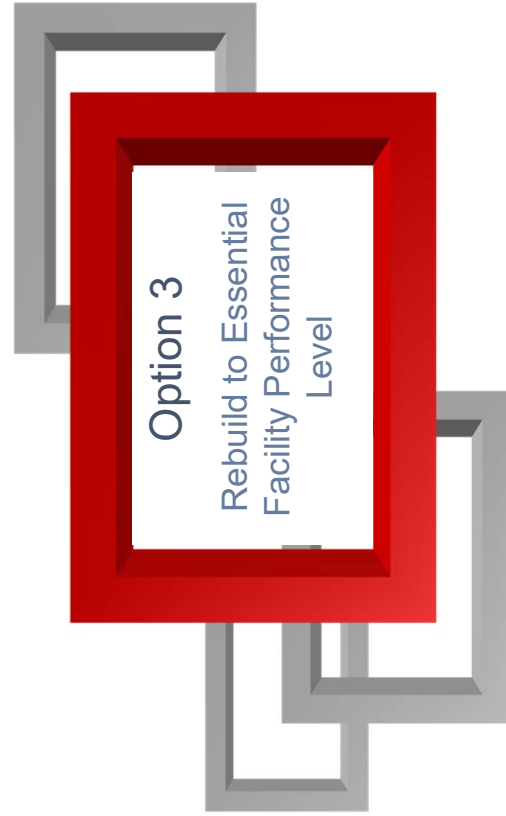 Option 3
Rebuild to Essential
Facility Performance
Level